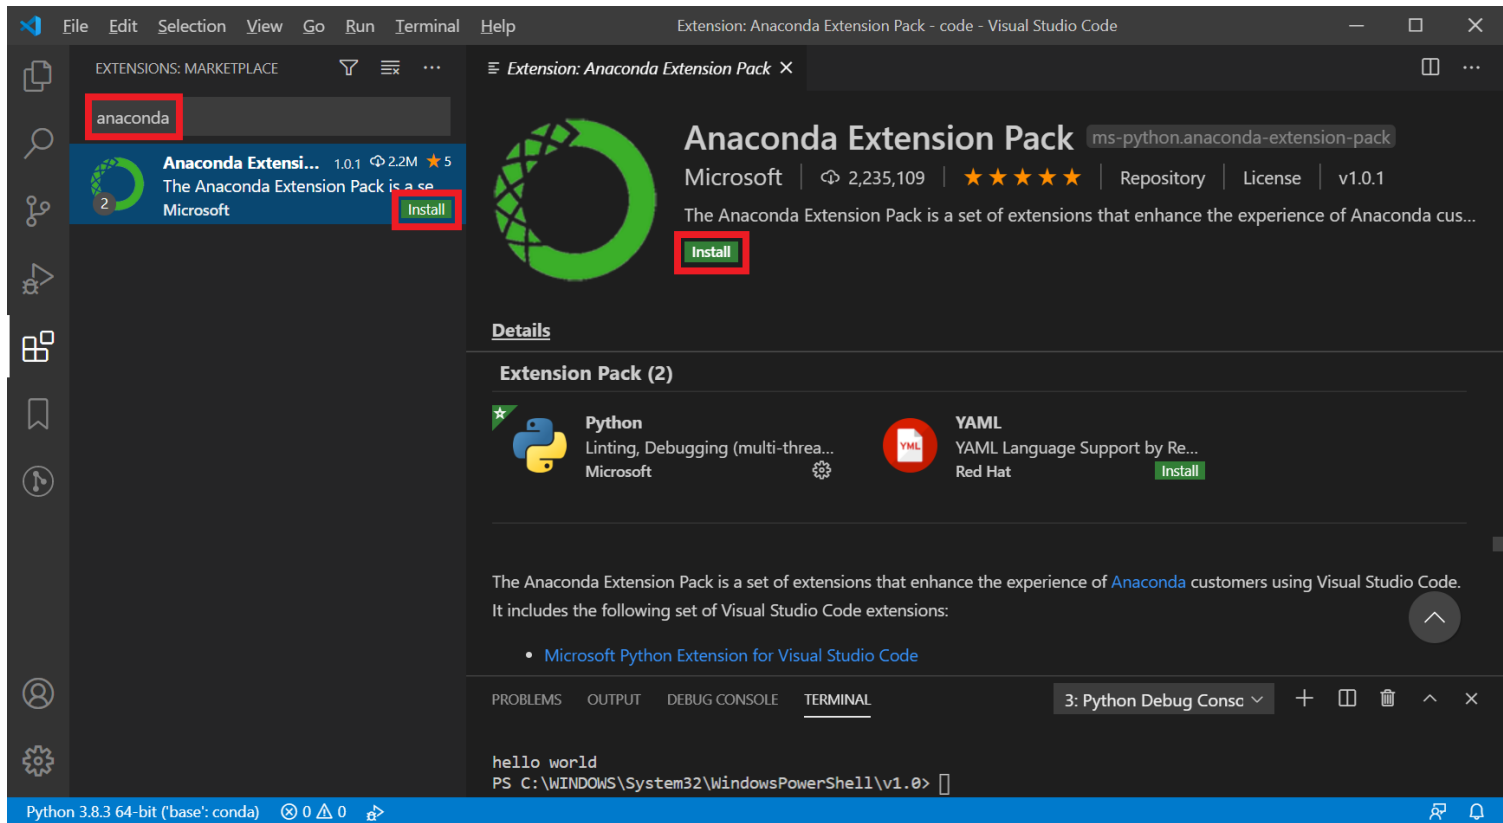 File Edit Selection View Go Run Terminal Help
Extension: Anaconda Extension Pack - code - Visual Studio Code
EXTENSIONS: MARKETPLACE
anaconda
Anaconda Extensi... 1.0.1 2.2M 5
The Anaconda Extension Pack is a se...
Microsoft
Install
2
Extension: Anaconda Extension Pack
Anaconda Extension Pack ms-python.anaconda-extension-pack
Microsoft 2,235,109 Repository License v1.0.1
The Anaconda Extension Pack is a set of extensions that enhance the experience of Anaconda cus...
Install
Details
Extension Pack (2)
Python
Linting, Debugging (multi-threa...
Microsoft
YML
YAML
YAML Language Support by Re...
Red Hat
Install
The Anaconda Extension Pack is a set of extensions that enhance the experience of Anaconda customers using Visual Studio Code.
It includes the following set of Visual Studio Code extensions:
• Microsoft Python Extension for Visual Studio Code
PROBLEMS OUTPUT DEBUG CONSOLE TERMINAL
3: Python Debug Consc
hello world
PS C:\WINDOWS\System32\WindowsPowerShell\v1.0>
Python 3.8.3 64-bit ('base': conda) 0 0